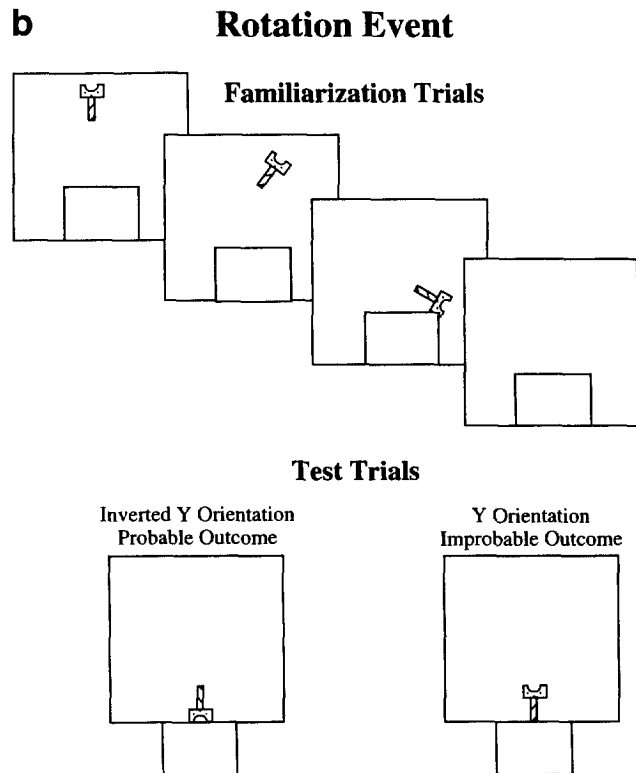 b
Rotation Event
Familiarization Trials
Test Trials
Inverted Y Orientation
Probable Outcome
Y Orientation
Improbable Outcome